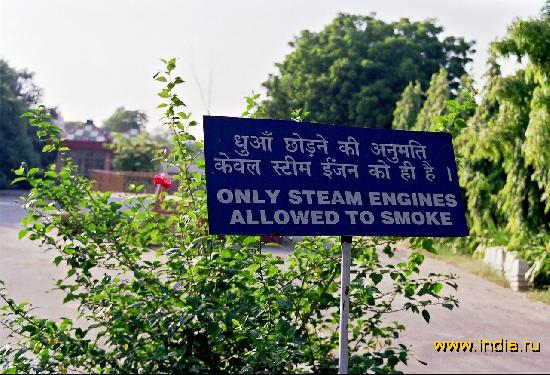 धुआँ छोड़ने की अनुमति
केवल स्टीम ईंजन को ही है ।
ONLY STEAM ENGINES
ALLOWED TO SMOKE
www.india.ru